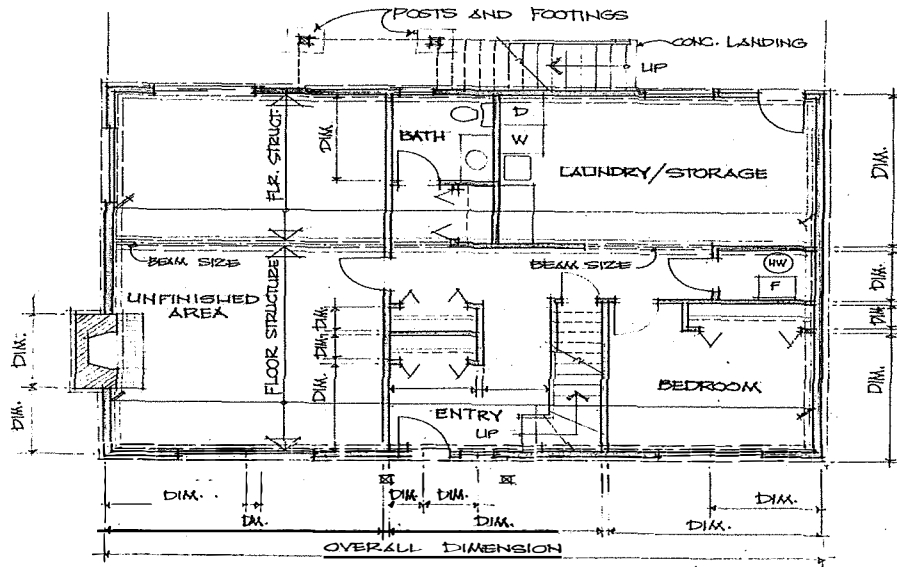 POSTS AND FOOTINGS
CONC. LANDING
UP
D
W
BATH
DIM.
FLR. STRUCT.
LAUNDRY/STORAGE
DIM.
BEAM SIZE
BEAM SIZE
HW
F
DIM.
UNFINISHED
AREA
FLOOR STRUCTURE
DIM.
DIM.
DIM.
DIM.
DIM.
DIM.
DIM.
BEDROOM
ENTRY
UP
DIM.
DIM.
DIM.
DIM.
DIM.
DIM.
DIM.
DIM.
OVERALL DIMENSION